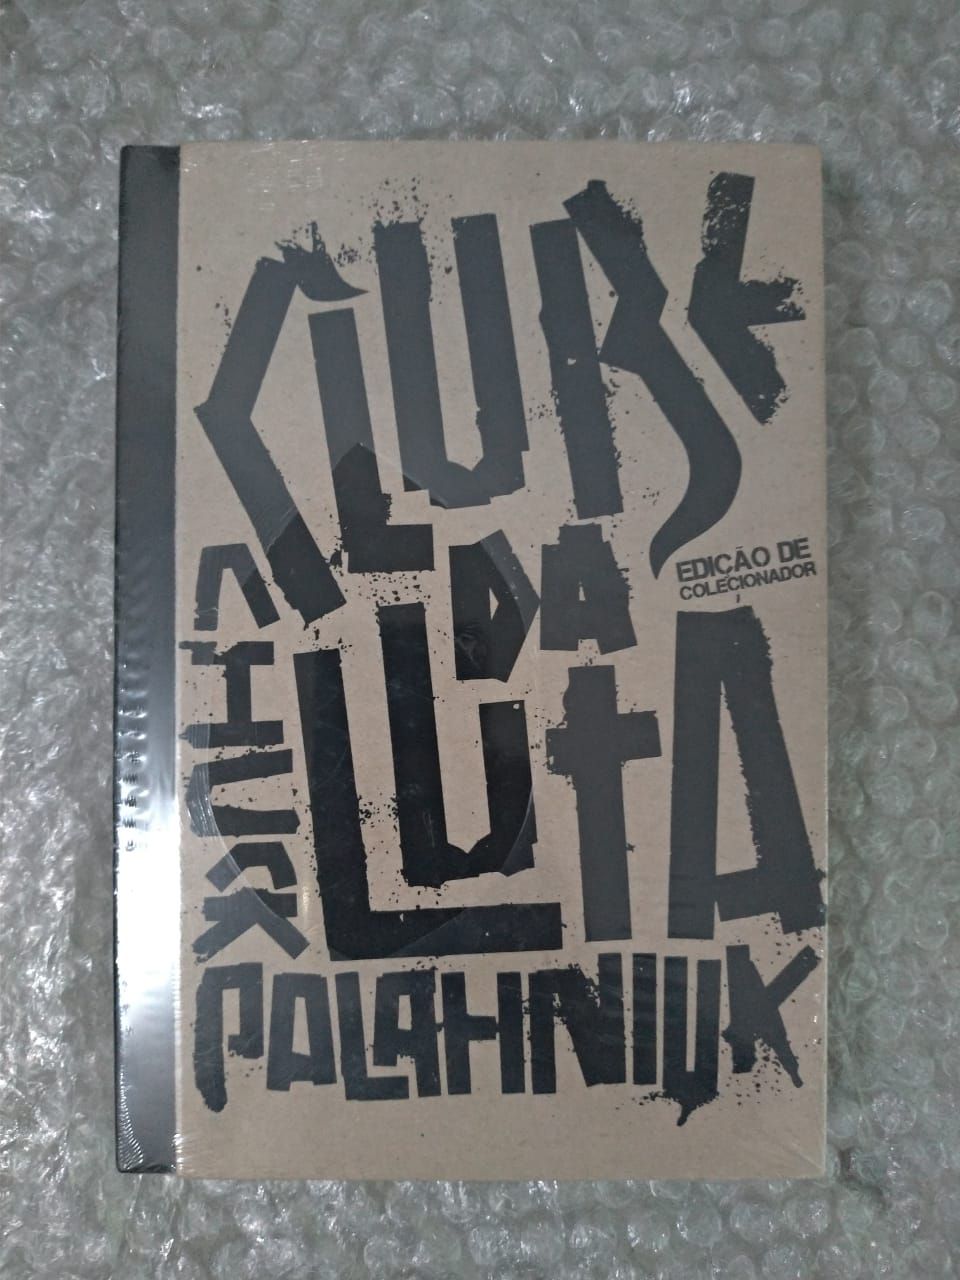 CLUBE
DA
LUTA
EDIÇÃO DE
COLECIONADOR
CHUCK
PALAHNIUK